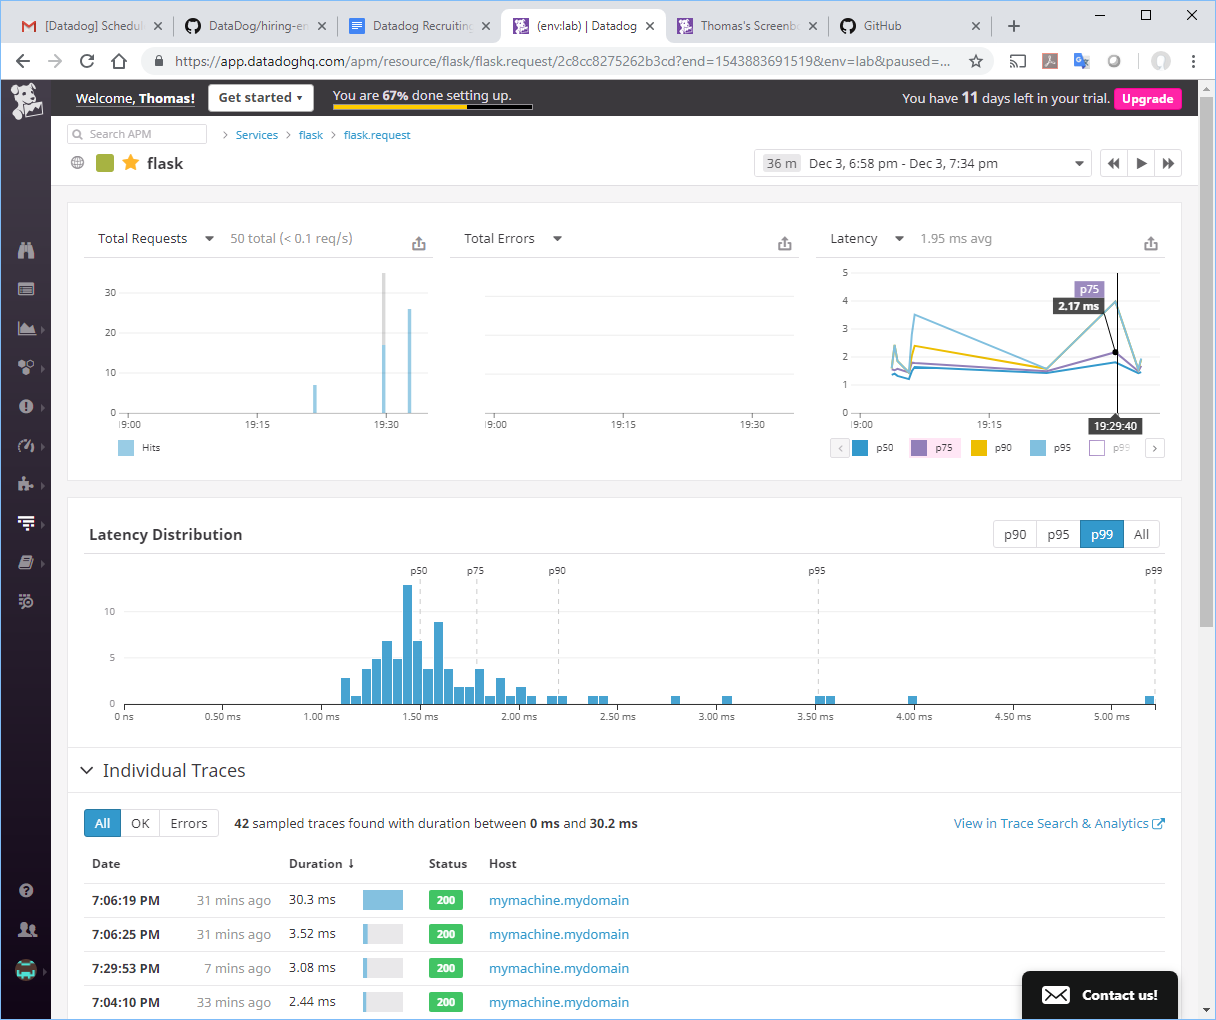 [Datadog] Schedul
DataDog/hiring-en
Datadog Recruiting
(env:lab) | Datadog
Thomas's Screenbo
GitHub
https://app.datadoghq.com/apm/resource/flask/flask.request/2c8cc8275262b3cd?end=1543883691519&env=lab&paused=...
Welcome, Thomas!
Get started
You are 67% done setting up.
You have 11 days left in your trial.
Upgrade
Search APM
> Services > flask > flask.request
flask
36 m Dec 3, 6:58 pm - Dec 3, 7:34 pm
Total Requests
50 total (< 0.1 req/s)
30
20
10
0
19:00 19:15 19:30
Hits
Total Errors
19:00 19:15 19:30
Latency
1.95 ms avg
5
4
3
2
1
0
p75
2.17 ms
19:00 19:15
19:29:40
p50 p75 p90 p95 p99
Latency Distribution
p90 p95 p99 All
p50 p75 p90 p95 p99
10
5
0
0 ns 0.50 ms 1.00 ms 1.50 ms 2.00 ms 2.50 ms 3.00 ms 3.50 ms 4.00 ms 4.50 ms 5.00 ms
Individual Traces
All OK Errors
42 sampled traces found with duration between 0 ms and 30.2 ms
View in Trace Search & Analytics
Date Duration ↓ Status Host
7:06:19 PM 31 mins ago 30.3 ms 200 mymachine.mydomain
7:06:25 PM 31 mins ago 3.52 ms 200 mymachine.mydomain
7:29:53 PM 7 mins ago 3.08 ms 200 mymachine.mydomain
7:04:10 PM 33 mins ago 2.44 ms 200 mymachine.mydomain
Contact us!